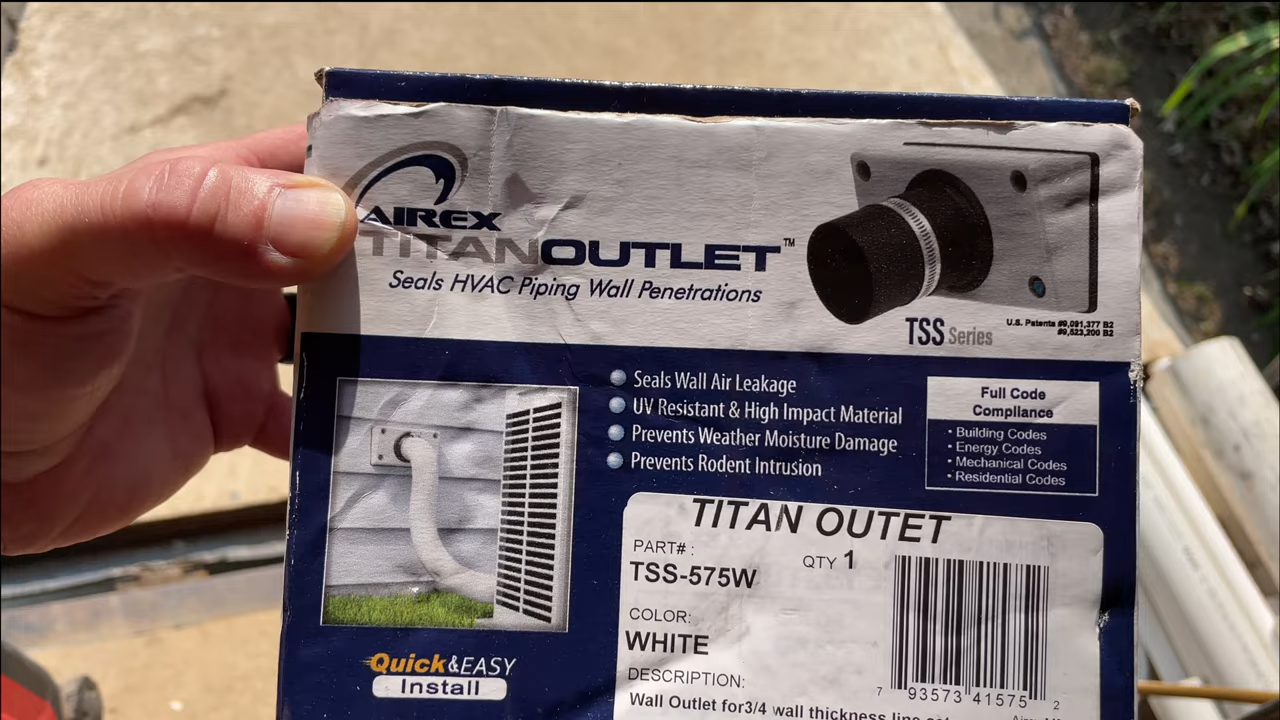 AIREX
TITANOUTLET™
Seals HVAC Piping Wall Penetrations
TSS Series
U.S. Patents #9,091,377 B2
#9,523,200 B2
Seals Wall Air Leakage
UV Resistant & High Impact Material
Prevents Weather Moisture Damage
Prevents Rodent Intrusion
Full Code
Compliance
• Building Codes
• Energy Codes
• Mechanical Codes
• Residential Codes
Quick&EASY
Install
TITAN OUTET
PART# :
QTY 1
TSS-575W
COLOR:
WHITE
DESCRIPTION:
7 93573 41575 2
Wall Outlet for3/4 wall thickness line